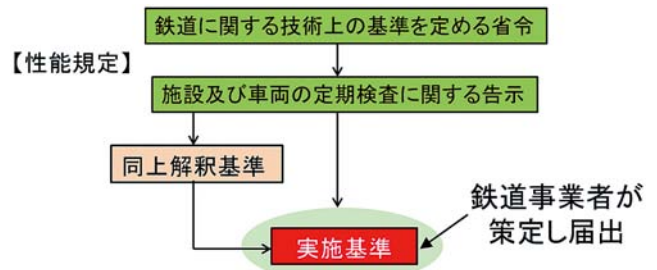 鉄道に関する技術上の基準を定める省令
【性能規定】
施設及び車両の定期検査に関する告示
同上解釈基準
鉄道事業者が
策定し届出
実施基準